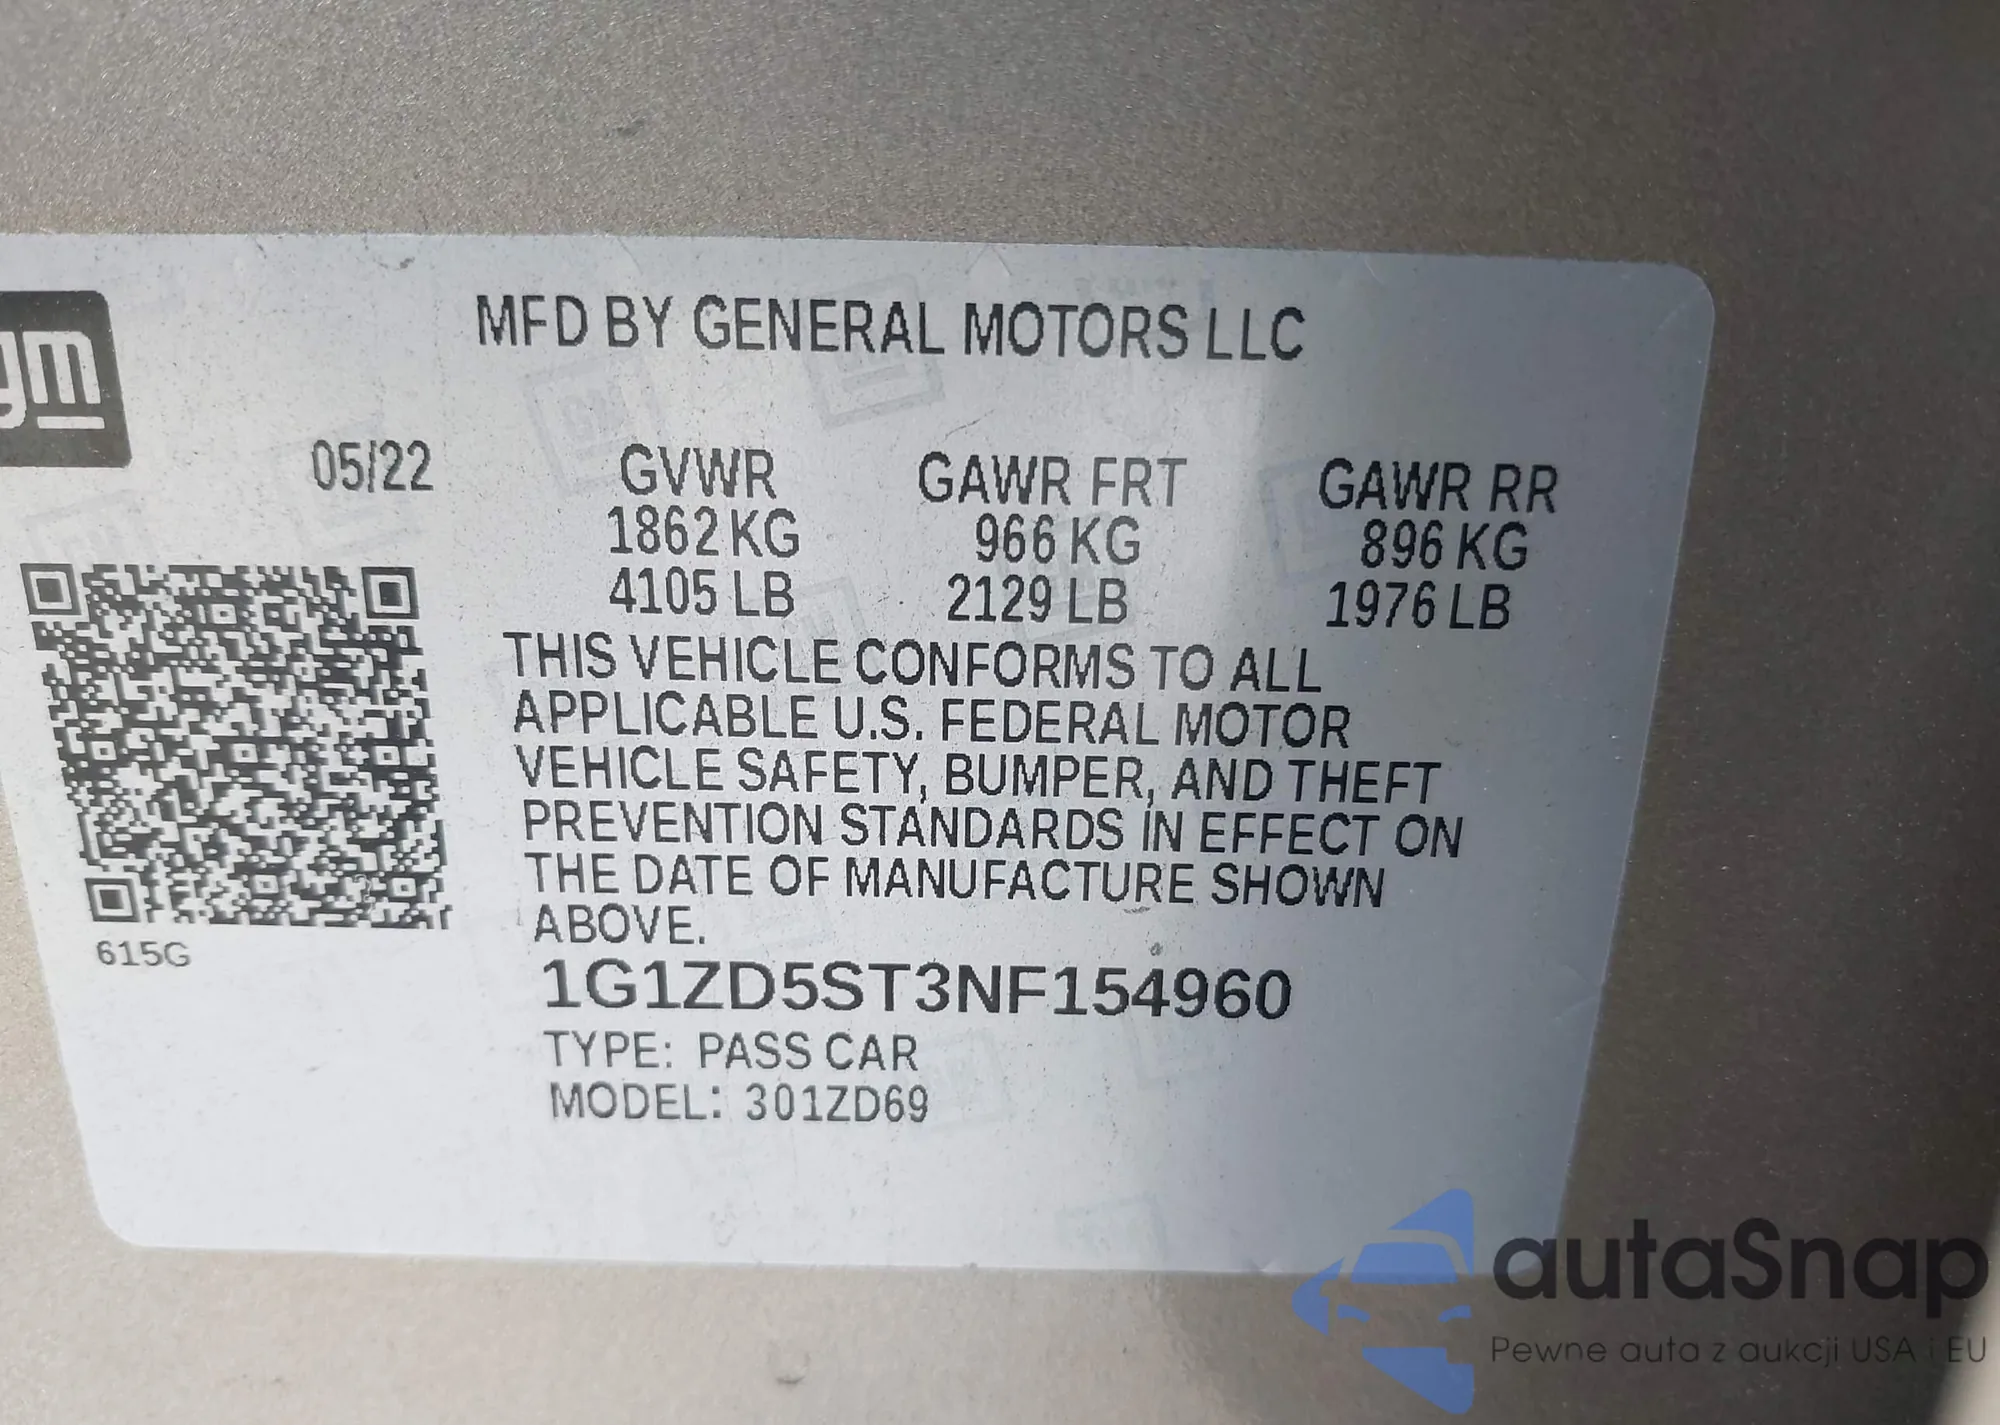 gm
MFD BY GENERAL MOTORS LLC
05/22
GVWR GAWR FRT GAWR RR
1862 KG 966 KG 896 KG
4105 LB 2129 LB 1976 LB
THIS VEHICLE CONFORMS TO ALL
APPLICABLE U.S. FEDERAL MOTOR
VEHICLE SAFETY, BUMPER, AND THEFT
PREVENTION STANDARDS IN EFFECT ON
THE DATE OF MANUFACTURE SHOWN
ABOVE.
615G
1G1ZD5ST3NF154960
TYPE: PASS CAR
MODEL: 301ZD69
autaSnap
Pewne auta z aukcji USA i EU